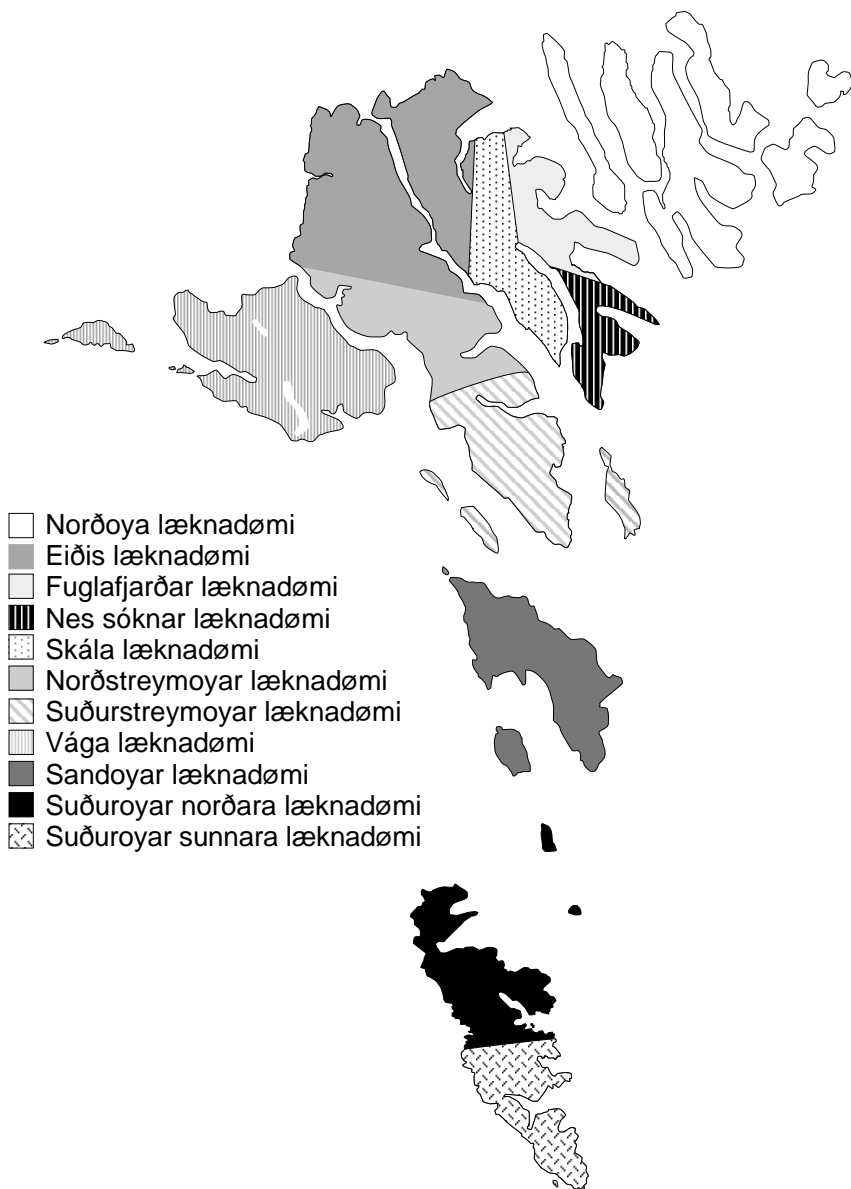 Norðoya læknadømi
Eiðis læknadømi
Fuglafjarðar læknadømi
Nes sóknar læknadømi
Skála læknadømi
Norðstreymoyar læknadømi
Suðurstreymoyar læknadømi
Vága læknadømi
Sandoyar læknadømi
Suðuroyar norðara læknadømi
Suðuroyar sunnara læknadømi